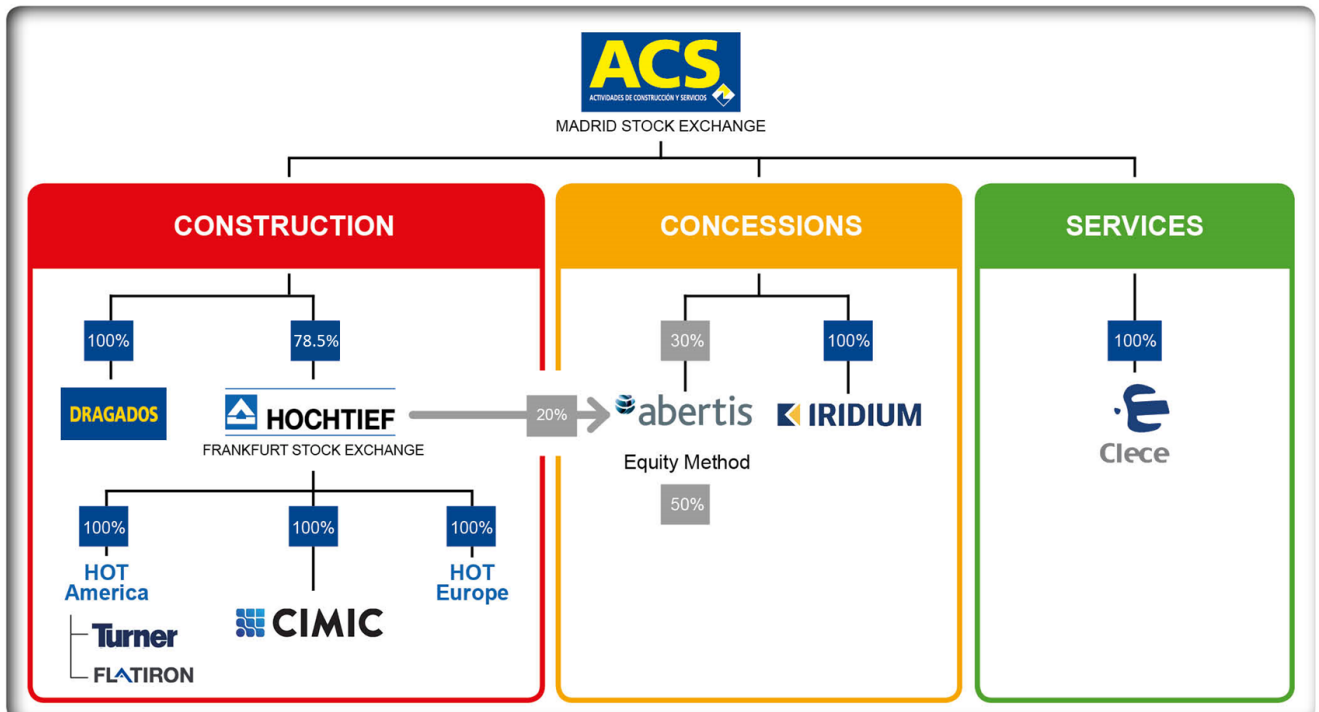 ACS
ACTIVIDADES DE CONSTRUCCIÓN Y SERVICIOS
MADRID STOCK EXCHANGE
CONSTRUCTION
CONCESSIONS
SERVICES
100%
78.5%
30%
100%
100%
DRAGADOS
HOCHTIEF
FRANKFURT STOCK EXCHANGE
20%
abertis
IRIDIUM
Clece
Equity Method
50%
100%
100%
100%
HOT
America
HOT
Europe
CIMIC
Turner
FLATIRON